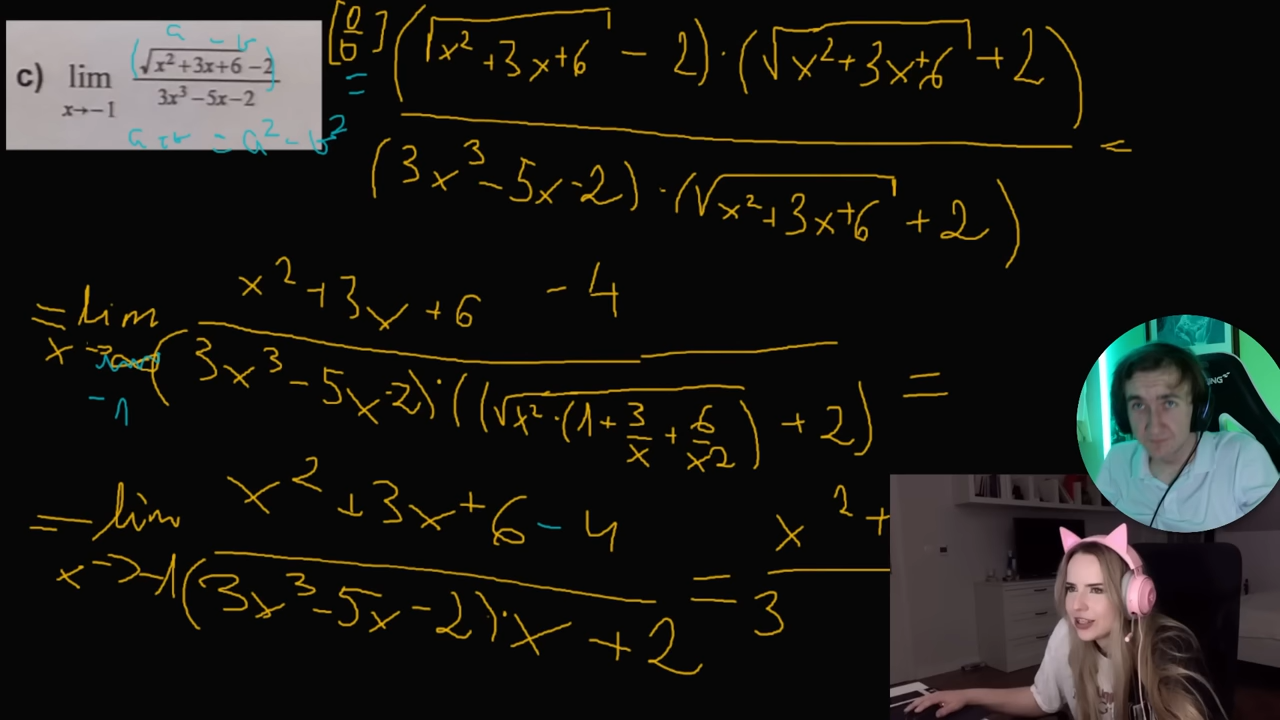 c) lim x→-1 (√x²+3x+6 -2) / 3x³-5x-2
a - b
a+b = a² - b²
[0/0] = (√x²+3x+6 - 2)·(√x²+3x+6 + 2) / (3x³-5x-2)·(√x²+3x+6 + 2) =
= lim x→-1 x²+3x+6 -4 / (3x³-5x-2)·((√x²·(1+3/x+6/x²) +2) =
= lim x→-1 x²+3x+6-4 / (3x³-5x-2)·x+2 = x²+ / 3